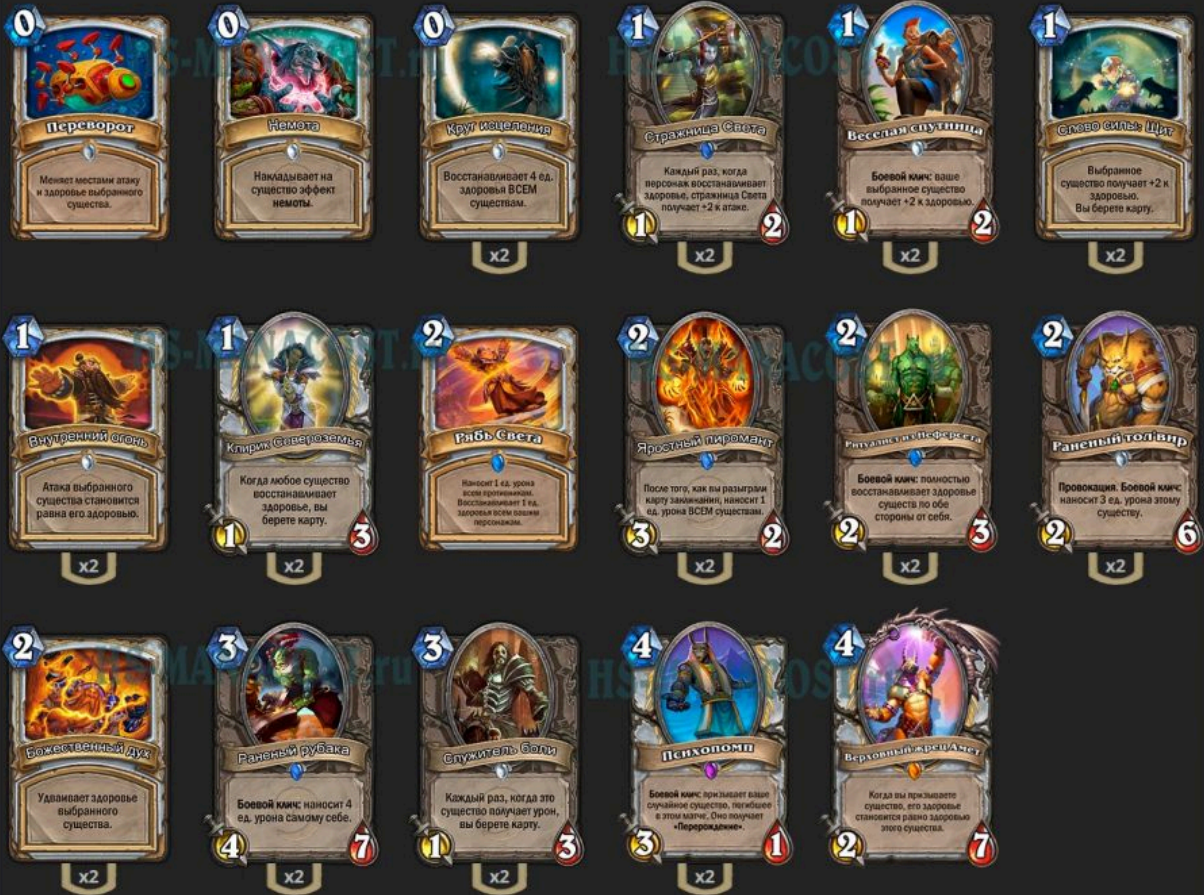 0
Переворот
Меняет местами атаку
и здоровье выбранного
существа.
0
Немота
Накладывает на
существо эффект
немоты.
0
Круг исцеления
Восстанавливает 4 ед.
здоровья ВСЕМ
существам.
x2
1
Стражница Света
Каждый раз, когда
персонаж восстанавливает
здоровье, стражница Света
получает +2 к атаке.
1
2
x2
1
Веселая спутница
Боевой клич: ваше
выбранное существо
получает +2 к здоровью.
1
2
x2
1
Слово силы: Щит
Выбранное
существо получает +2 к
здоровью.
Вы берете карту.
x2
1
Внутренний огонь
Атака выбранного
существа становится
равна его здоровью.
x2
1
Клирик Североземья
Когда любое существо
восстанавливает
здоровье, вы
берете карту.
1
3
x2
2
Рябь Света
Наносит 1 ед. урона
всем противникам.
Восстанавливает 1 ед.
здоровья всем вашим
персонажам.
2
Яростный пиромант
После того, как вы разыграли
карту заклинания, наносит 1
ед. урона ВСЕМ существам.
3
2
x2
2
Ритуалист из Неферсета
Боевой клич: полностью
восстанавливает здоровье
существ по обе
стороны от себя.
2
3
x2
2
Раненый тол'вир
Провокация. Боевой клич:
наносит 3 ед. урона этому
существу.
2
6
x2
2
Божественный дух
Удваивает здоровье
выбранного
существа.
x2
3
Раненый рубака
Боевой клич: наносит 4
ед. урона самому себе.
4
7
x2
3
Служитель боли
Каждый раз, когда это
существо получает урон,
вы берете карту.
1
3
x2
4
Психопомп
Боевой клич: призывает ваше
случайное существо, погибшее
в этом матче. Оно получает
«Перерождение».
3
1
x2
4
Верховный жрец Амет
Когда вы призываете
существо, его здоровье
становится равно здоровью
этого существа.
2
7